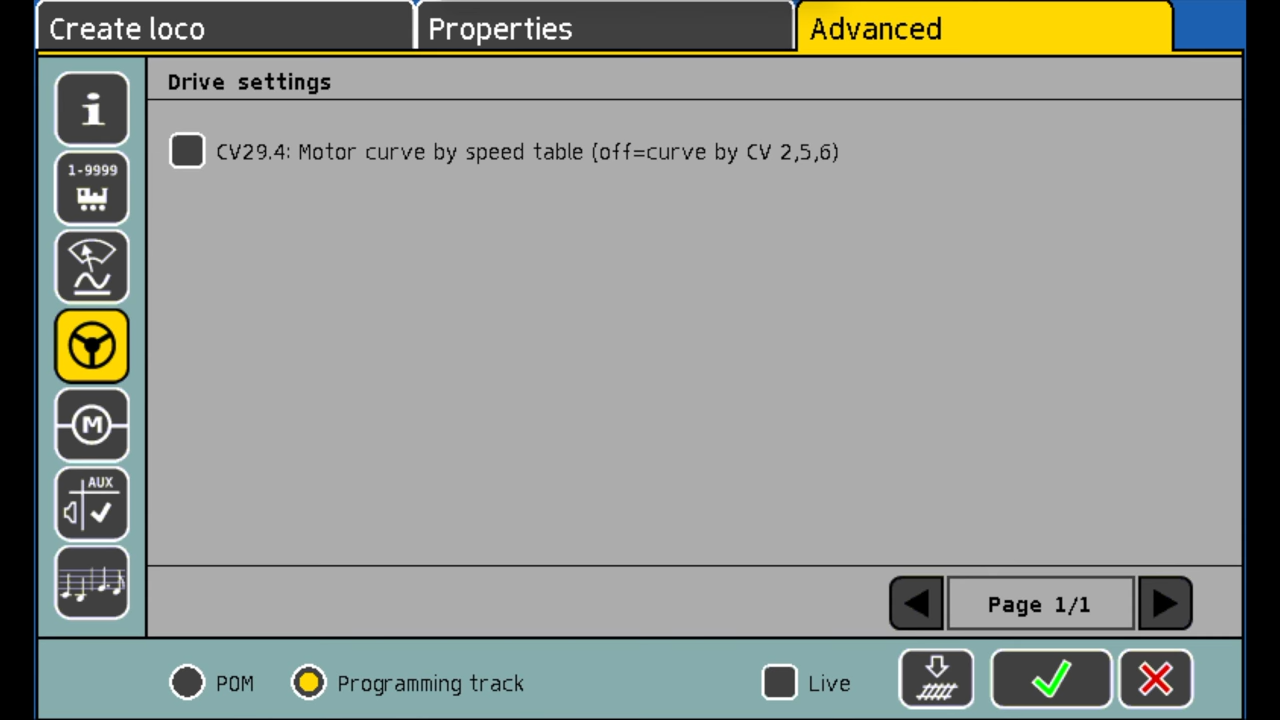 Create loco
Properties
Advanced
Drive settings
i
1-9999
CV29.4: Motor curve by speed table (off=curve by CV 2,5,6)
M
AUX
Page 1/1
POM
Programming track
Live